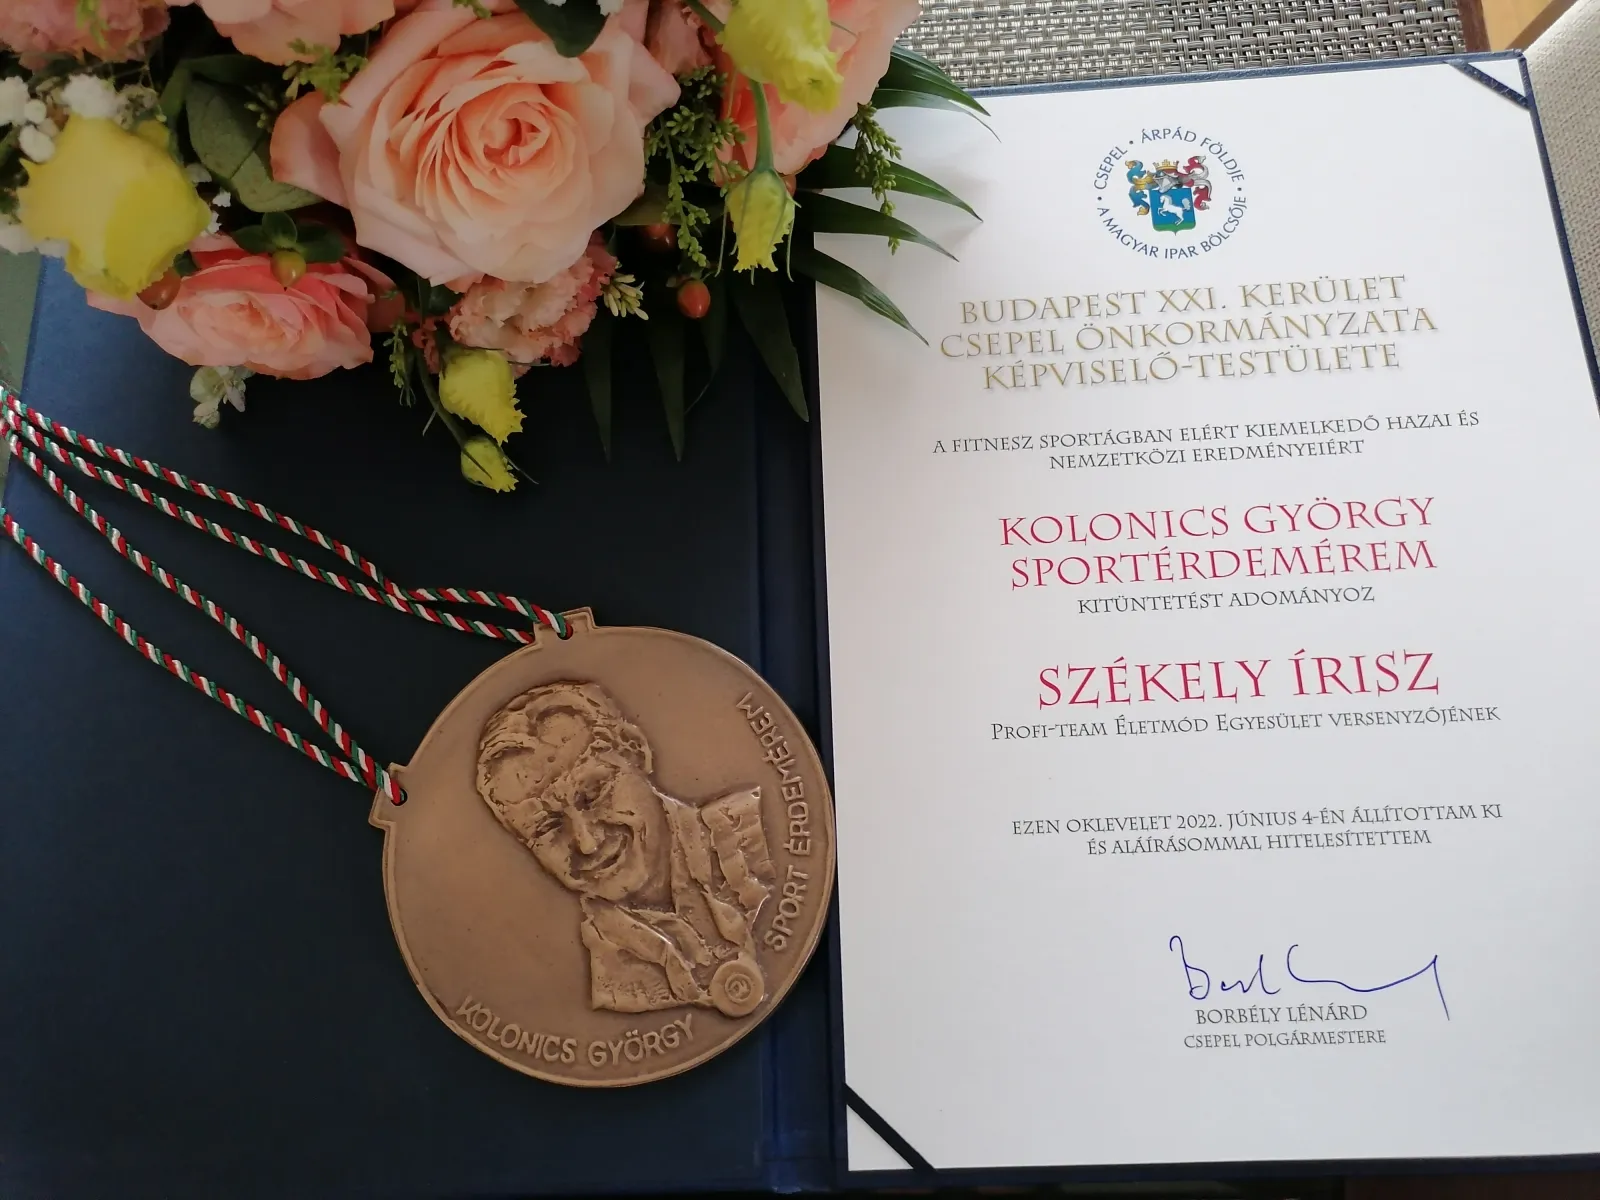 CSEPEL • ÁRPÁD FÖLDJE •
• A MAGYAR IPAR BÖLCSŐJE
BUDAPEST XXI. KERÜLET
CSEPEL ÖNKORMÁNYZATA
KÉPVISELŐ-TESTÜLETE
A FITNESZ SPORTÁGBAN ELÉRT KIEMELKEDŐ HAZAI ÉS
NEMZETKÖZI EREDMÉNYEIÉRT
KOLONICS GYÖRGY
SPORTÉRDEMÉREM
KITÜNTETÉST ADOMÁNYOZ
SZÉKELY ÍRISZ
PROFI-TEAM ÉLETMÓD EGYESÜLET VERSENYZŐJÉNEK
EZEN OKLEVELET 2022. JÚNIUS 4-ÉN ÁLLÍTOTTAM KI
ÉS ALÁÍRÁSOMMAL HITELESÍTETTEM
BORBÉLY LÉNÁRD
CSEPEL POLGÁRMESTERE
KOLONICS GYÖRGY
SPORT ÉRDEMÉREM